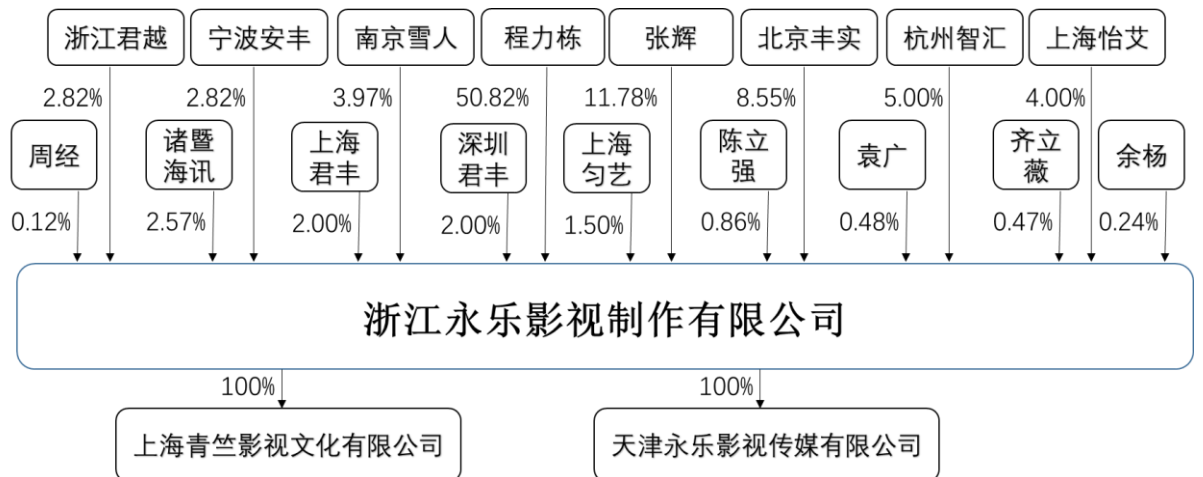 浙江君越 宁波安丰 南京雪人 程力栋 张辉 北京丰实 杭州智汇 上海怡艾
2.82% 2.82% 3.97% 50.82% 11.78% 8.55% 5.00% 4.00%
周经 诸暨海讯 上海君丰 深圳君丰 上海匀艺 陈立强 袁广 齐立薇 余杨
0.12% 2.57% 2.00% 2.00% 1.50% 0.86% 0.48% 0.47% 0.24%
浙江永乐影视制作有限公司
100% 100%
上海青竺影视文化有限公司 天津永乐影视传媒有限公司